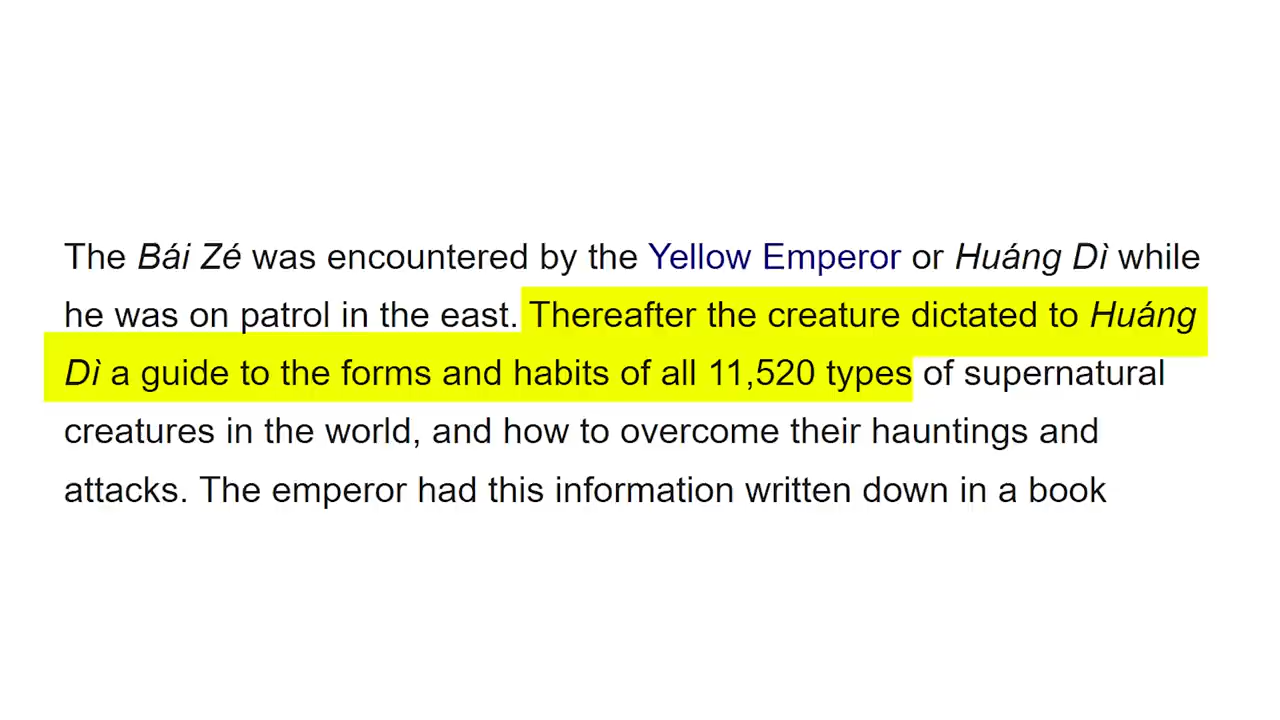 The Bái Zé was encountered by the Yellow Emperor or Huáng Dì while
he was on patrol in the east. Thereafter the creature dictated to Huáng
Dì a guide to the forms and habits of all 11,520 types of supernatural
creatures in the world, and how to overcome their hauntings and
attacks. The emperor had this information written down in a book